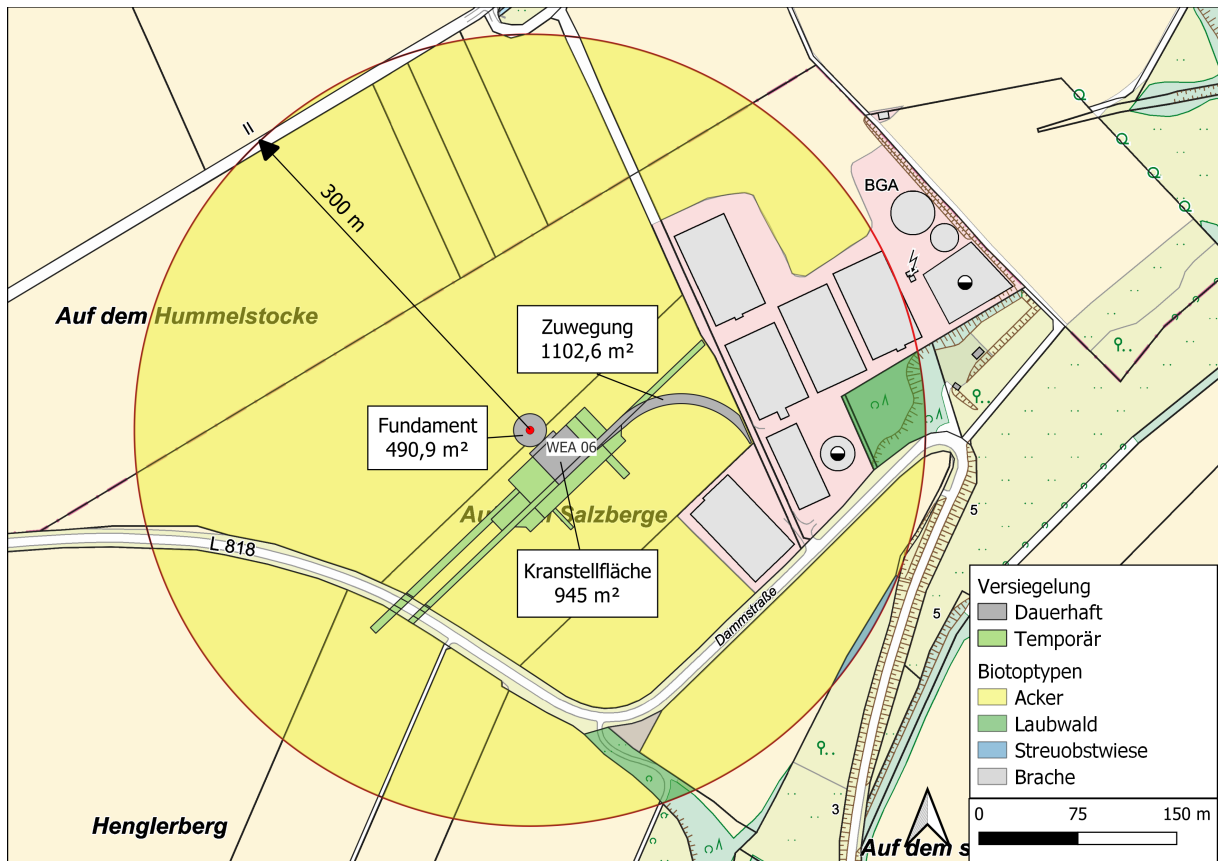 =
300 m
BGA
Auf dem Hummelstocke
Zuwegung
1102,6 m²
Fundament
490,9 m²
WEA 06
Salzberge
L 818
Kranstellfläche
945 m²
Dammstraße
5
5
3
Henglerberg
Auf dem s
Versiegelung
Dauerhaft
Temporär
Biotoptypen
Acker
Laubwald
Streuobstwiese
Brache
0 75 150 m